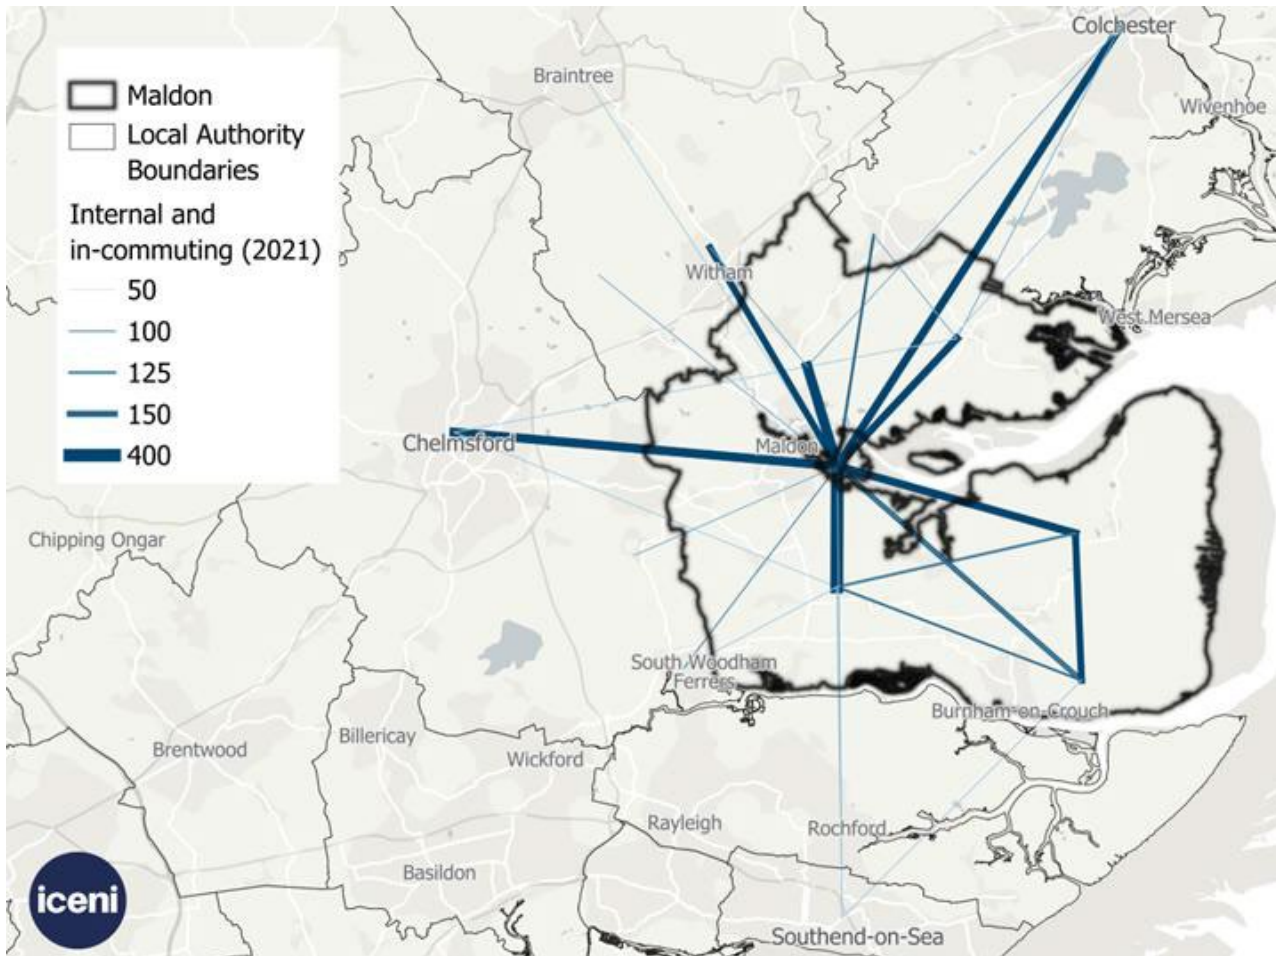 Colchester
Braintree
Maldon
Local Authority
Boundaries
Internal and
in-commuting (2021)
50
100
125
150
400
Wivenhoe
Witham
West Mersea
Chelmsford
Maldon
Chipping Ongar
South Woodham
Ferrers
Burnham-on-Crouch
Brentwood
Billericay
Wickford
Rayleigh
Rochford
Basildon
iceni
Southend-on-Sea